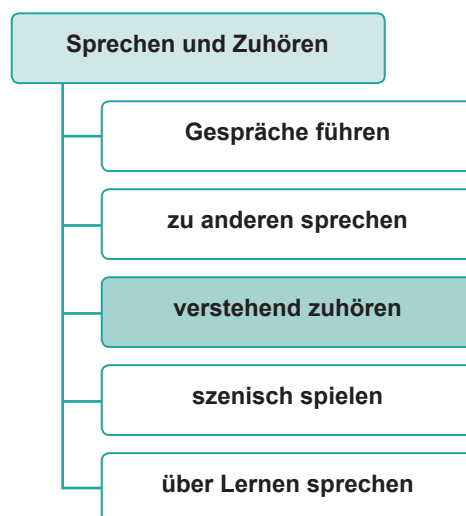 Sprechen und Zuhören
Gespräche führen
zu anderen sprechen
verstehend zuhören
szenisch spielen
über Lernen sprechen